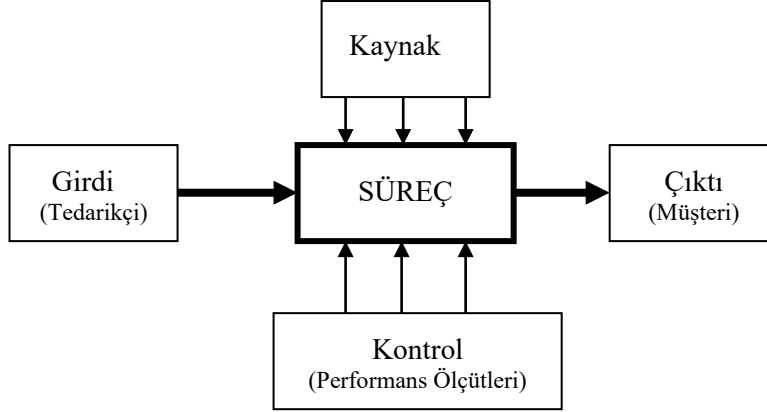 Kaynak
Girdi
(Tedarikçi)
SÜREÇ
Çıktı
(Müşteri)
Kontrol
(Performans Ölçütleri)